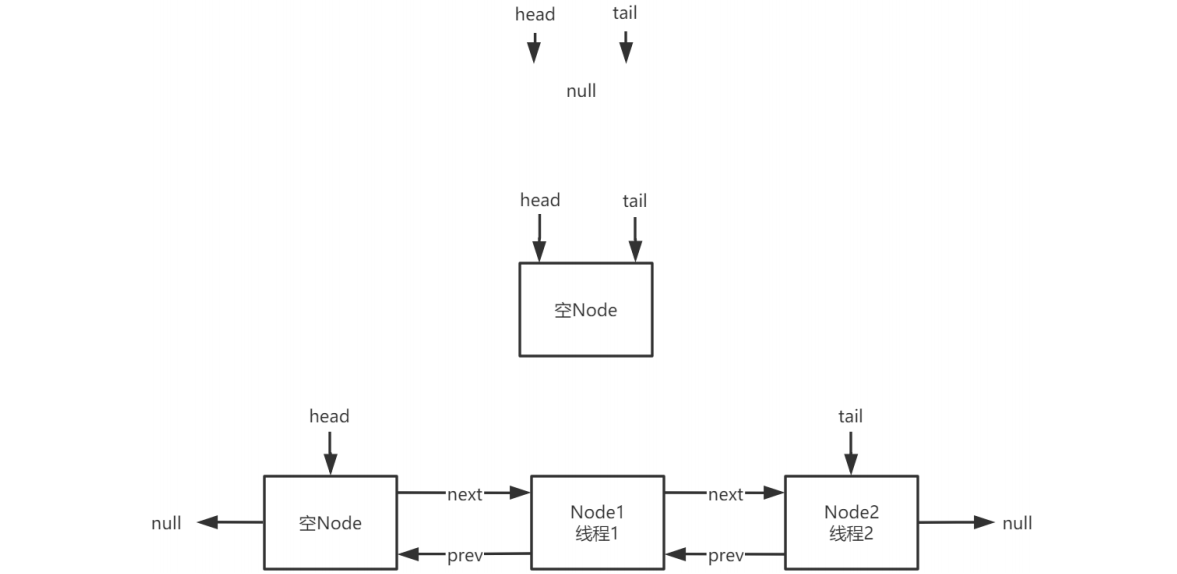 head tail
null
head tail
空Node
head tail
next next
null 空Node Node1 线程1 Node2 线程2 null
prev prev